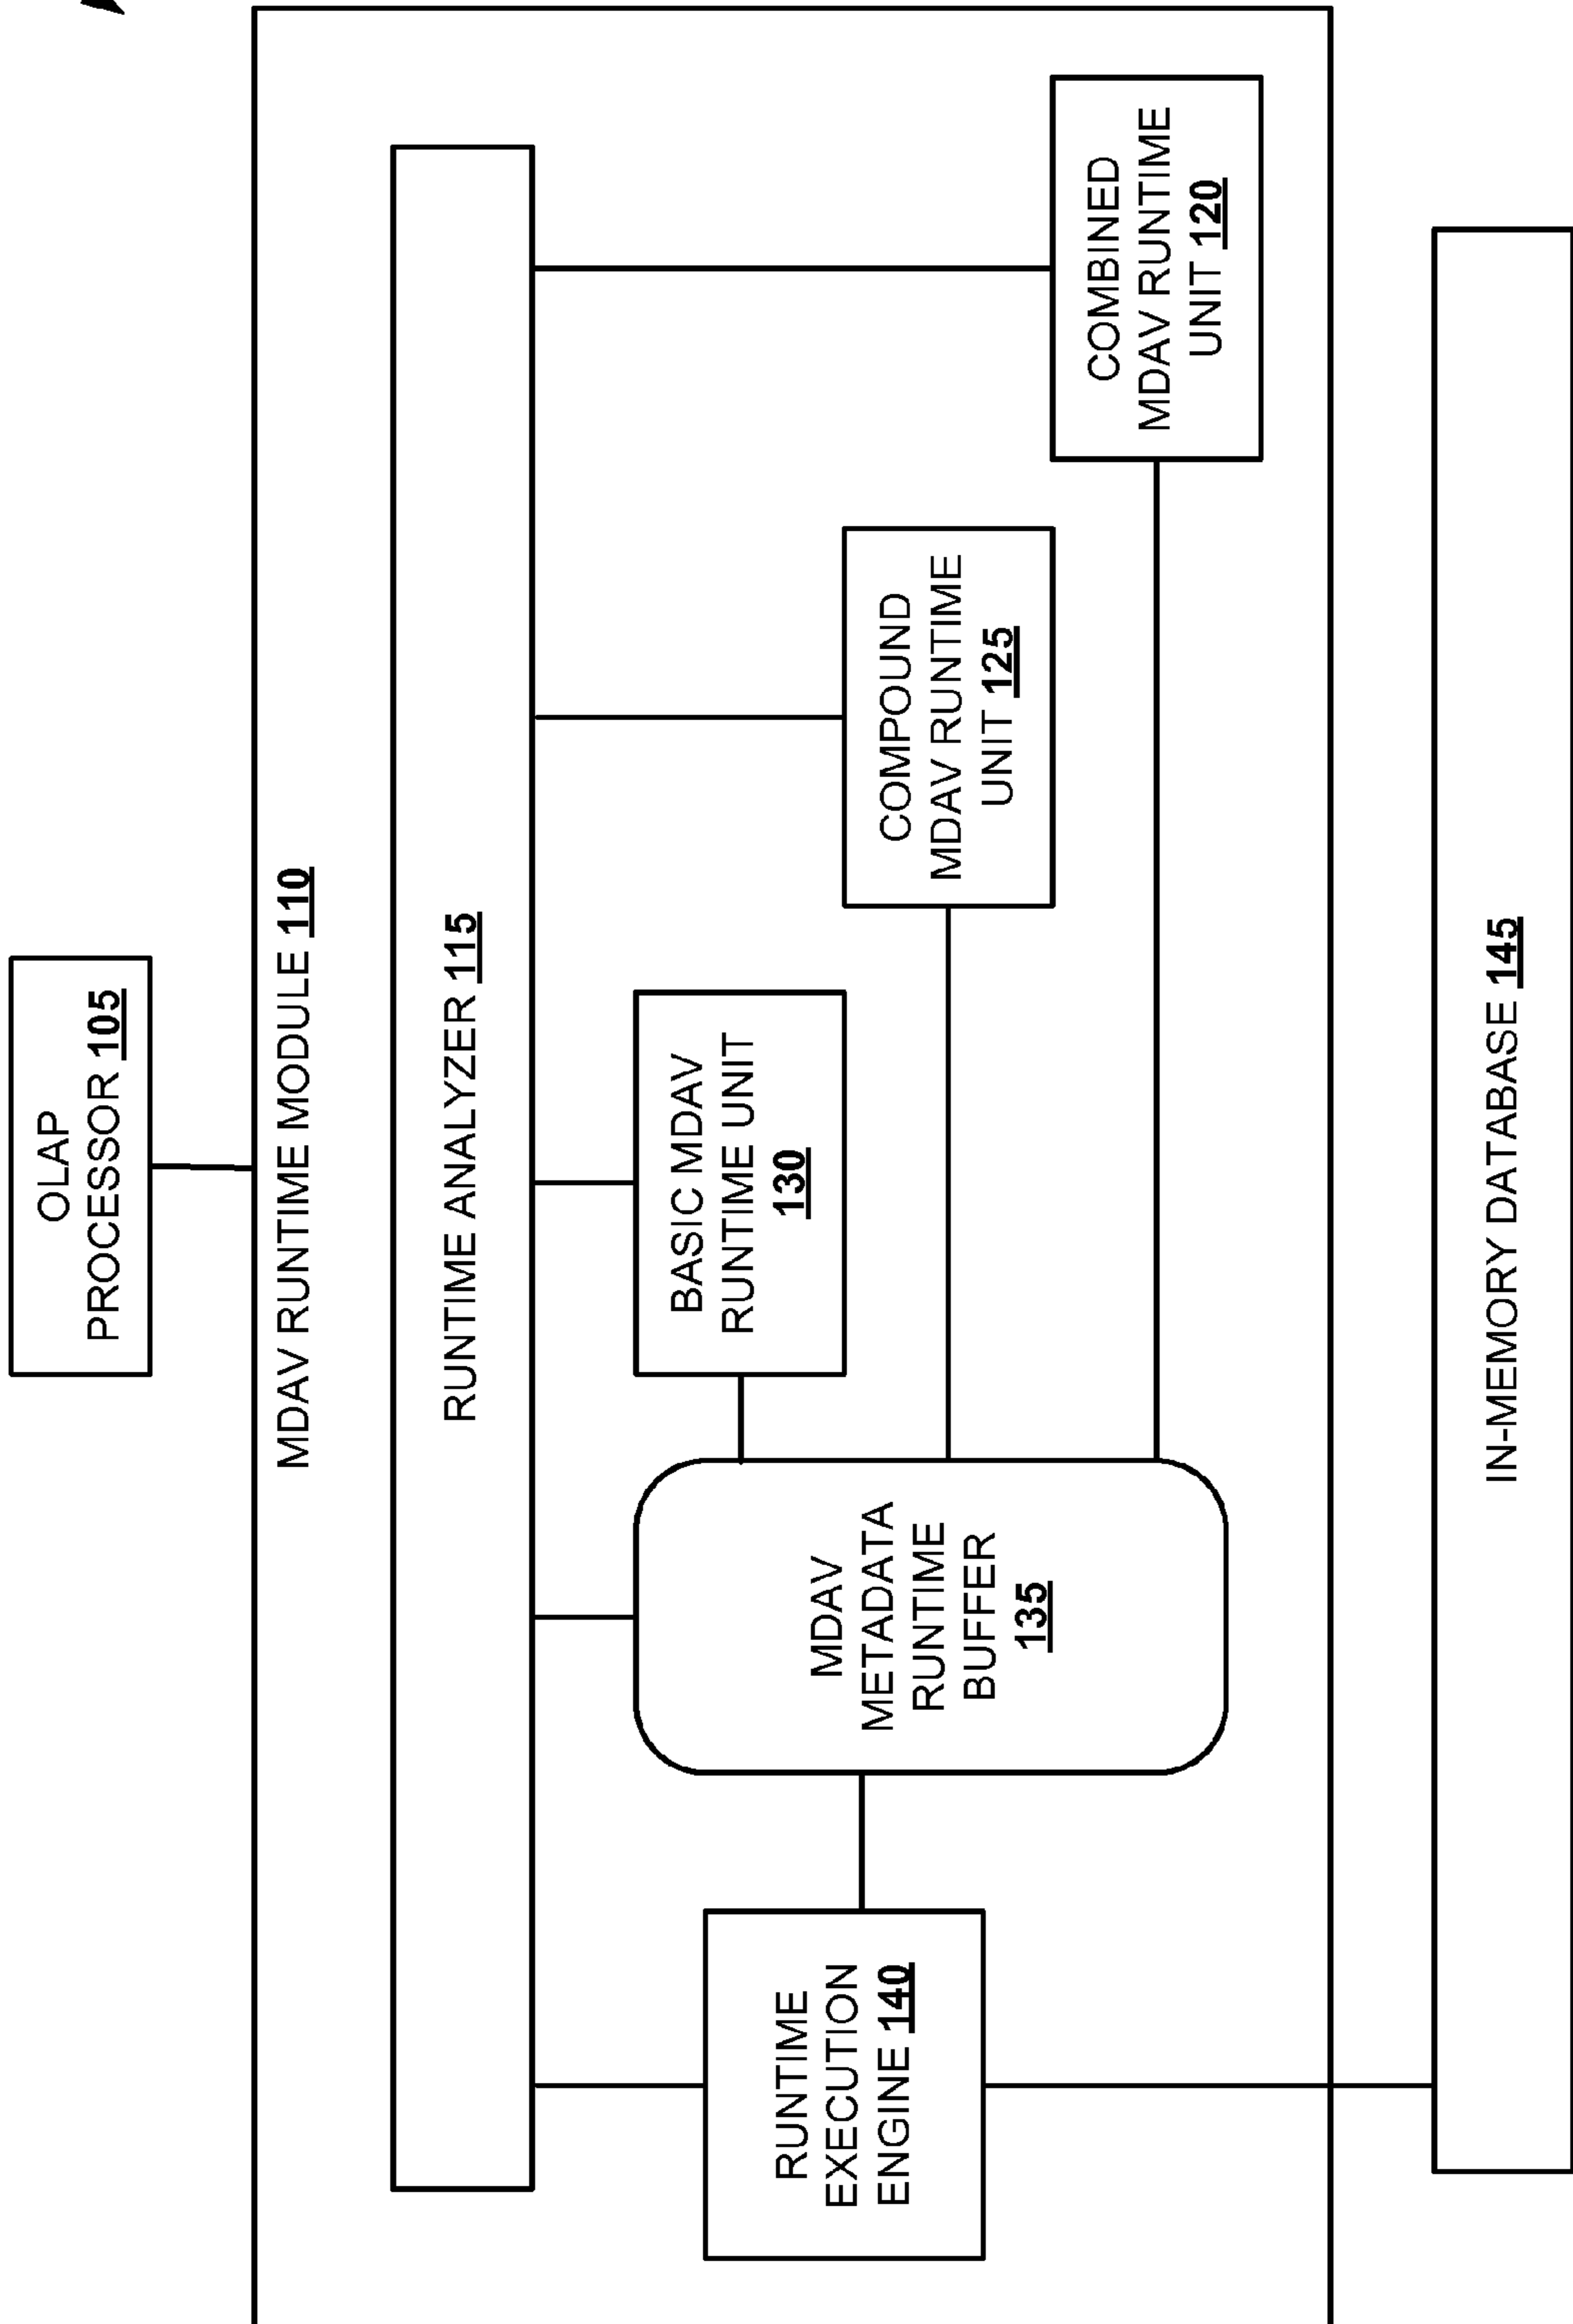 OLAP
PROCESSOR 105
MDAV RUNTIME MODULE 110
RUNTIME ANALYZER 115
RUNTIME
EXECUTION
ENGINE 140
MDAV
METADATA
RUNTIME
BUFFER
135
BASIC MDAV
RUNTIME UNIT
130
COMPOUND
MDAV RUNTIME
UNIT 125
COMBINED
MDAV RUNTIME
UNIT 120
IN-MEMORY DATABASE 145